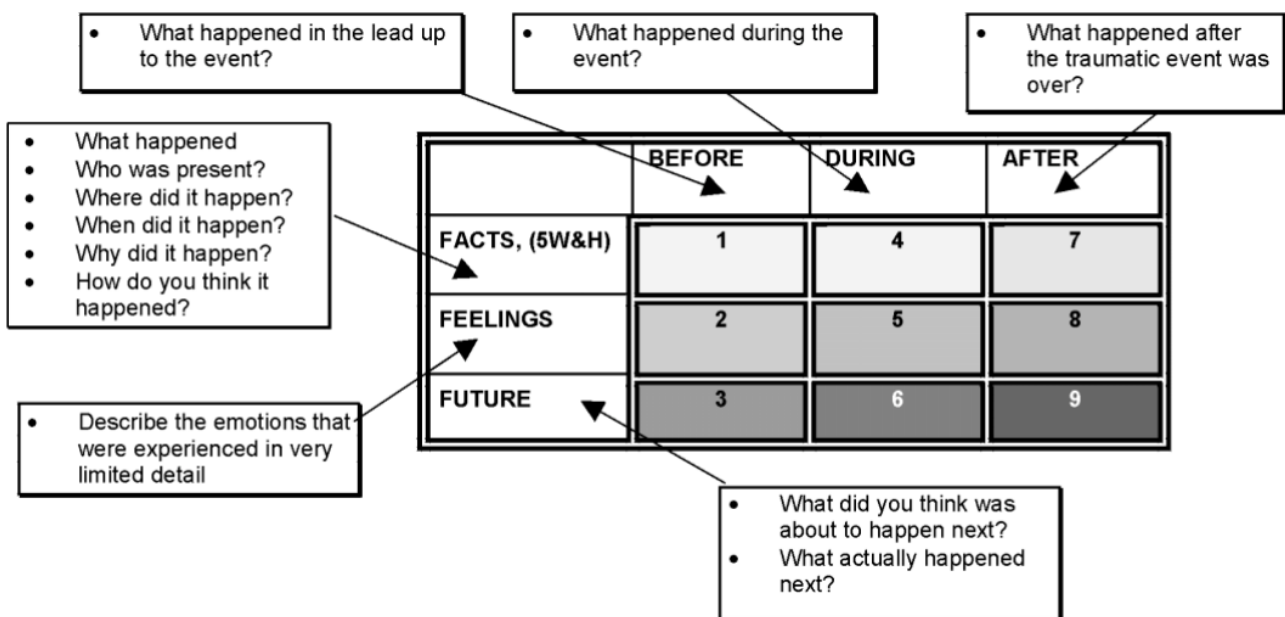 • What happened in the lead up
to the event?
• What happened during the
event?
• What happened after
the traumatic event was
over?
• What happened
• Who was present?
• Where did it happen?
• When did it happen?
• Why did it happen?
• How do you think it
happened?
BEFORE DURING AFTER
FACTS, (5W&H) 1 4 7
FEELINGS 2 5 8
FUTURE 3 6 9
• Describe the emotions that
were experienced in very
limited detail
• What did you think was
about to happen next?
• What actually happened
next?